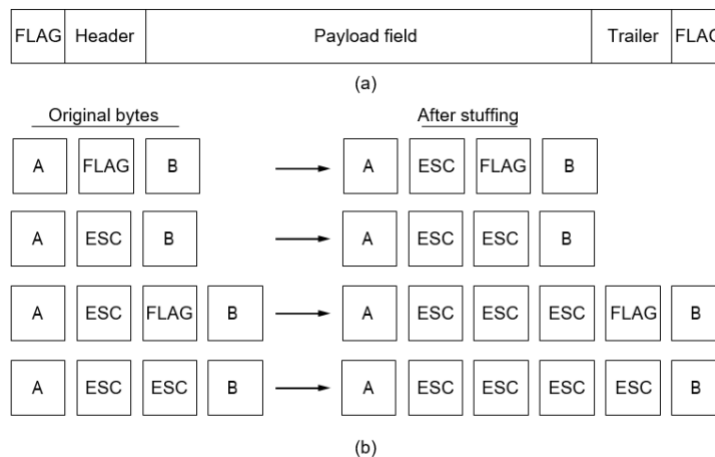 FLAG Header Payload field Trailer FLAG
(a)
Original bytes After stuffing
A FLAG B A ESC FLAG B
A ESC B A ESC ESC B
A ESC FLAG B A ESC ESC ESC FLAG B
A ESC ESC B A ESC ESC ESC ESC B
(b)